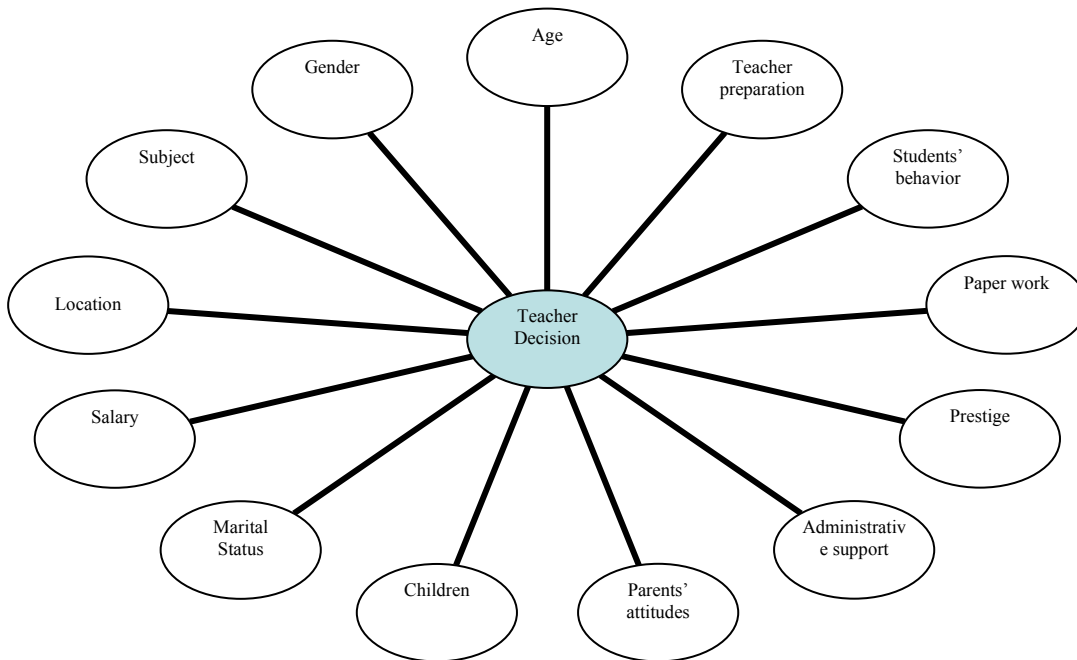 Age
Teacher
preparation
Students’
behavior
Paper work
Prestige
Administrativ
e support
Parents’
attitudes
Children
Marital
Status
Salary
Location
Subject
Gender
Teacher
Decision